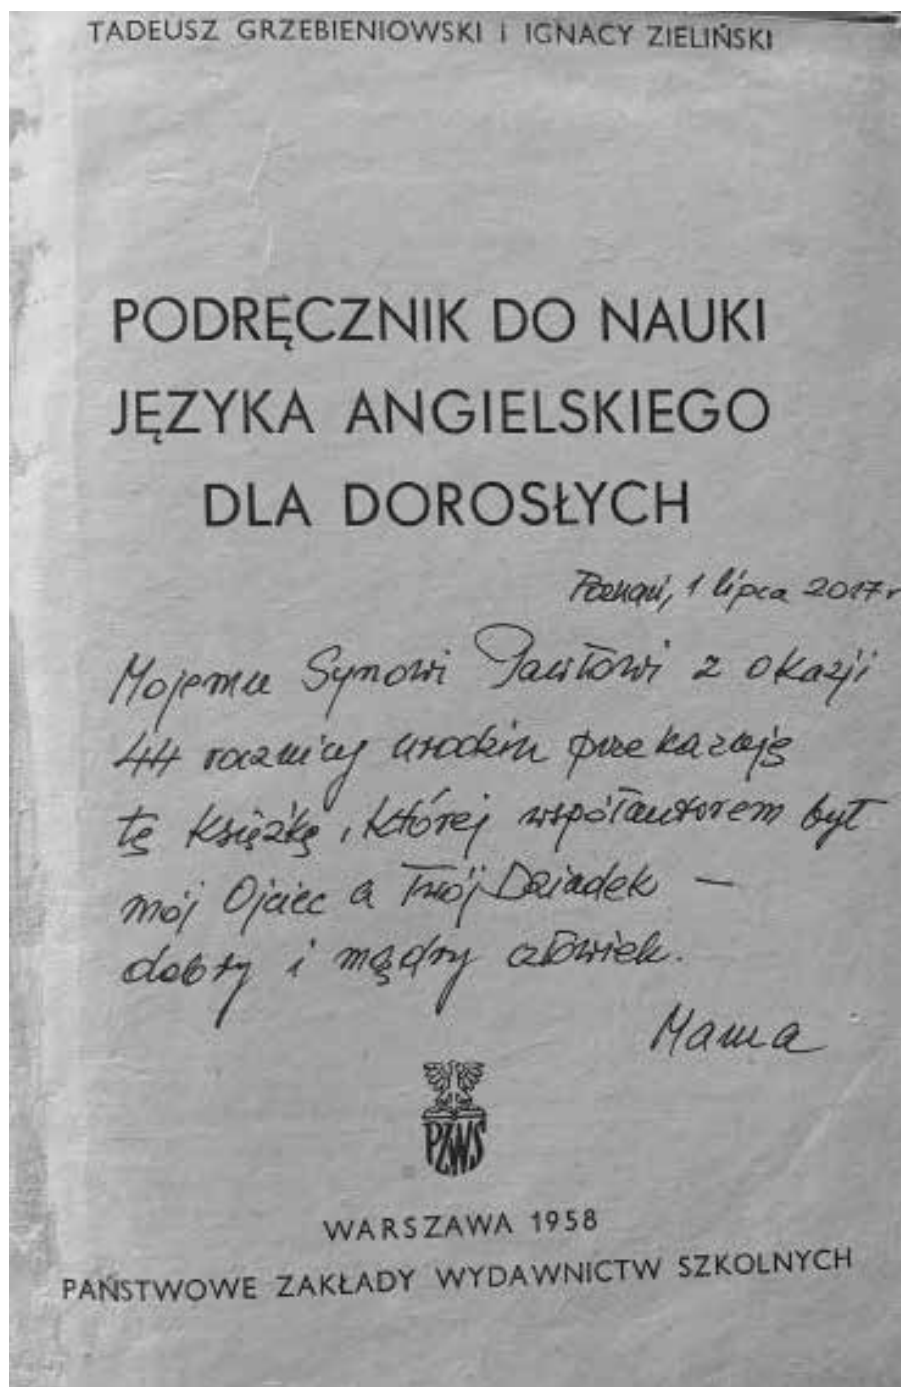 TADEUSZ GRZEBIENIOWSKI i IGNACY ZIELIŃSKI
PODRĘCZNIK DO NAUKI
JĘZYKA ANGIELSKIEGO
DLA DOROSŁYCH
Poznań, 1 lipca 2017r
Mojemu Synowi Pawłowi z okazji
44 rocznicy urodzin przekazuję
tę książkę, której współautorem był
mój Ojciec a Twój Dziadek —
dobry i mądry człowiek.
Mama
PZWS
WARSZAWA 1958
PAŃSTWOWE ZAKŁADY WYDAWNICTW SZKOLNYCH